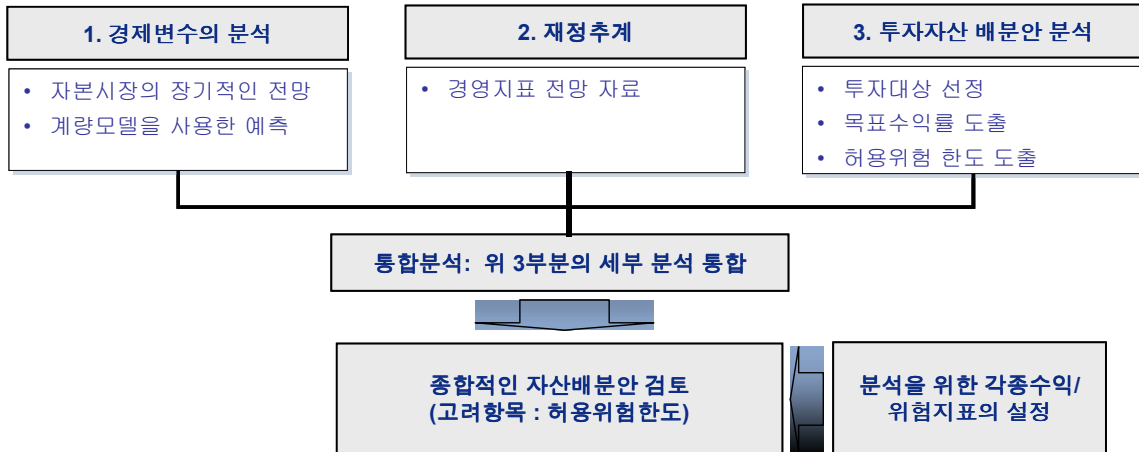 1. 경제변수의 분석
• 자본시장의 장기적인 전망
• 계량모델을 사용한 예측
2. 재정추계
• 경영지표 전망 자료
3. 투자자산 배분안 분석
• 투자대상 선정
• 목표수익률 도출
• 허용위험 한도 도출
통합분석: 위 3부분의 세부 분석 통합
종합적인 자산배분안 검토
(고려항목 : 허용위험한도)
분석을 위한 각종수익/
위험지표의 설정